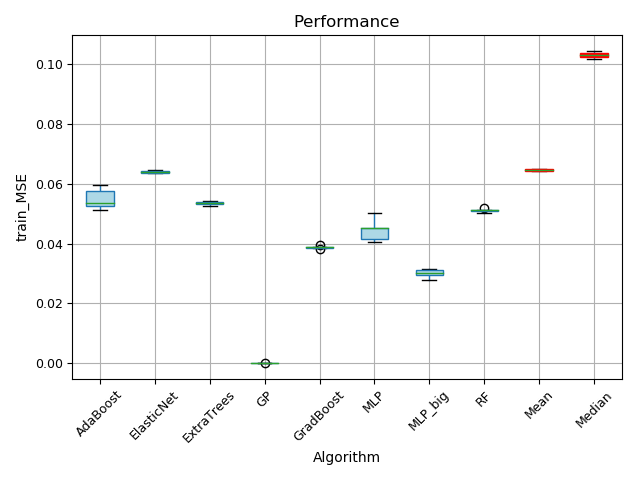 Performance
train_MSE
0.10
0.08
0.06
0.04
0.02
0.00
AdaBoost
ElasticNet
ExtraTrees
GP
GradBoost
MLP
MLP_big
RF
Mean
Median
Algorithm